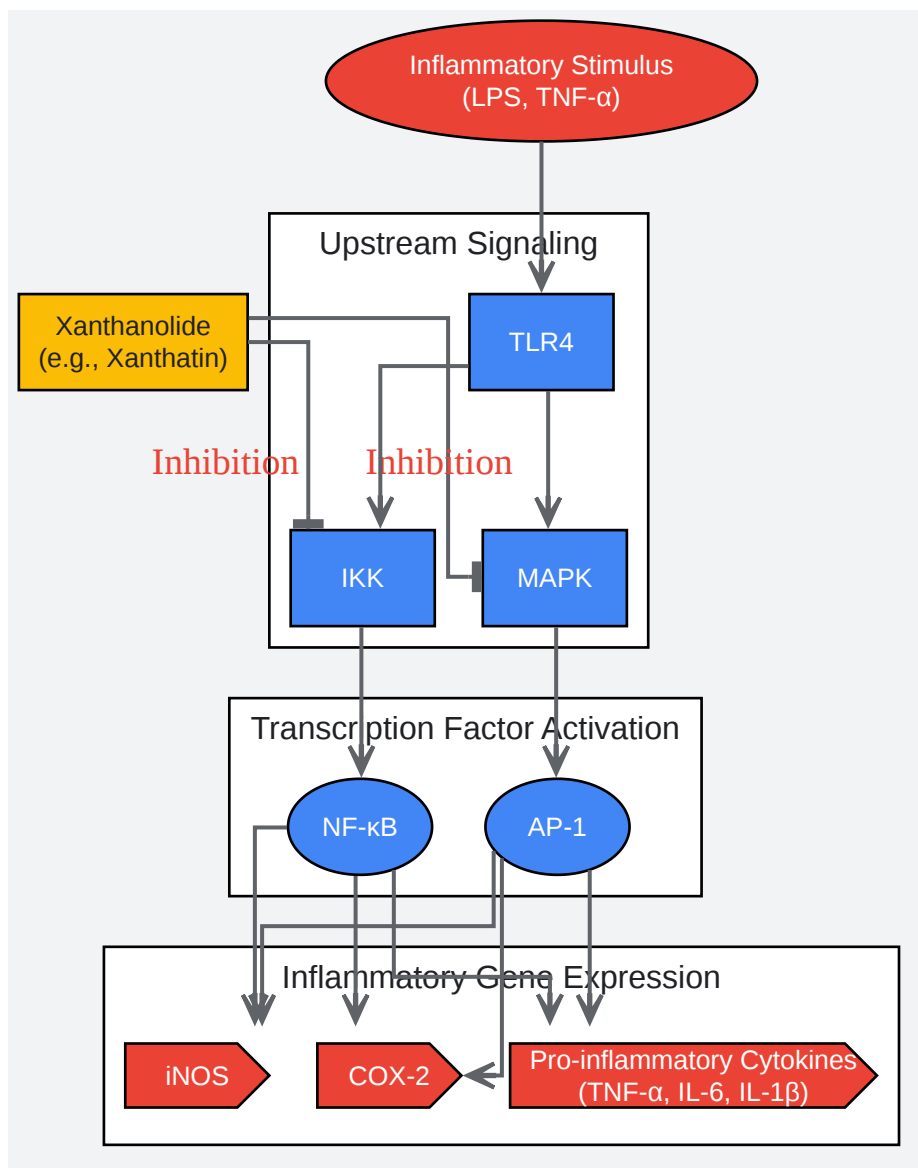 Inflammatory Stimulus
(LPS, TNF-α)
Upstream Signaling
Xanthanolide
(e.g., Xanthatin)
TLR4
Inhibition
Inhibition
IKK
MAPK
Transcription Factor Activation
NF-κB
AP-1
Inflammatory Gene Expression
iNOS
COX-2
Pro-inflammatory Cytokines
(TNF-α, IL-6, IL-1β)